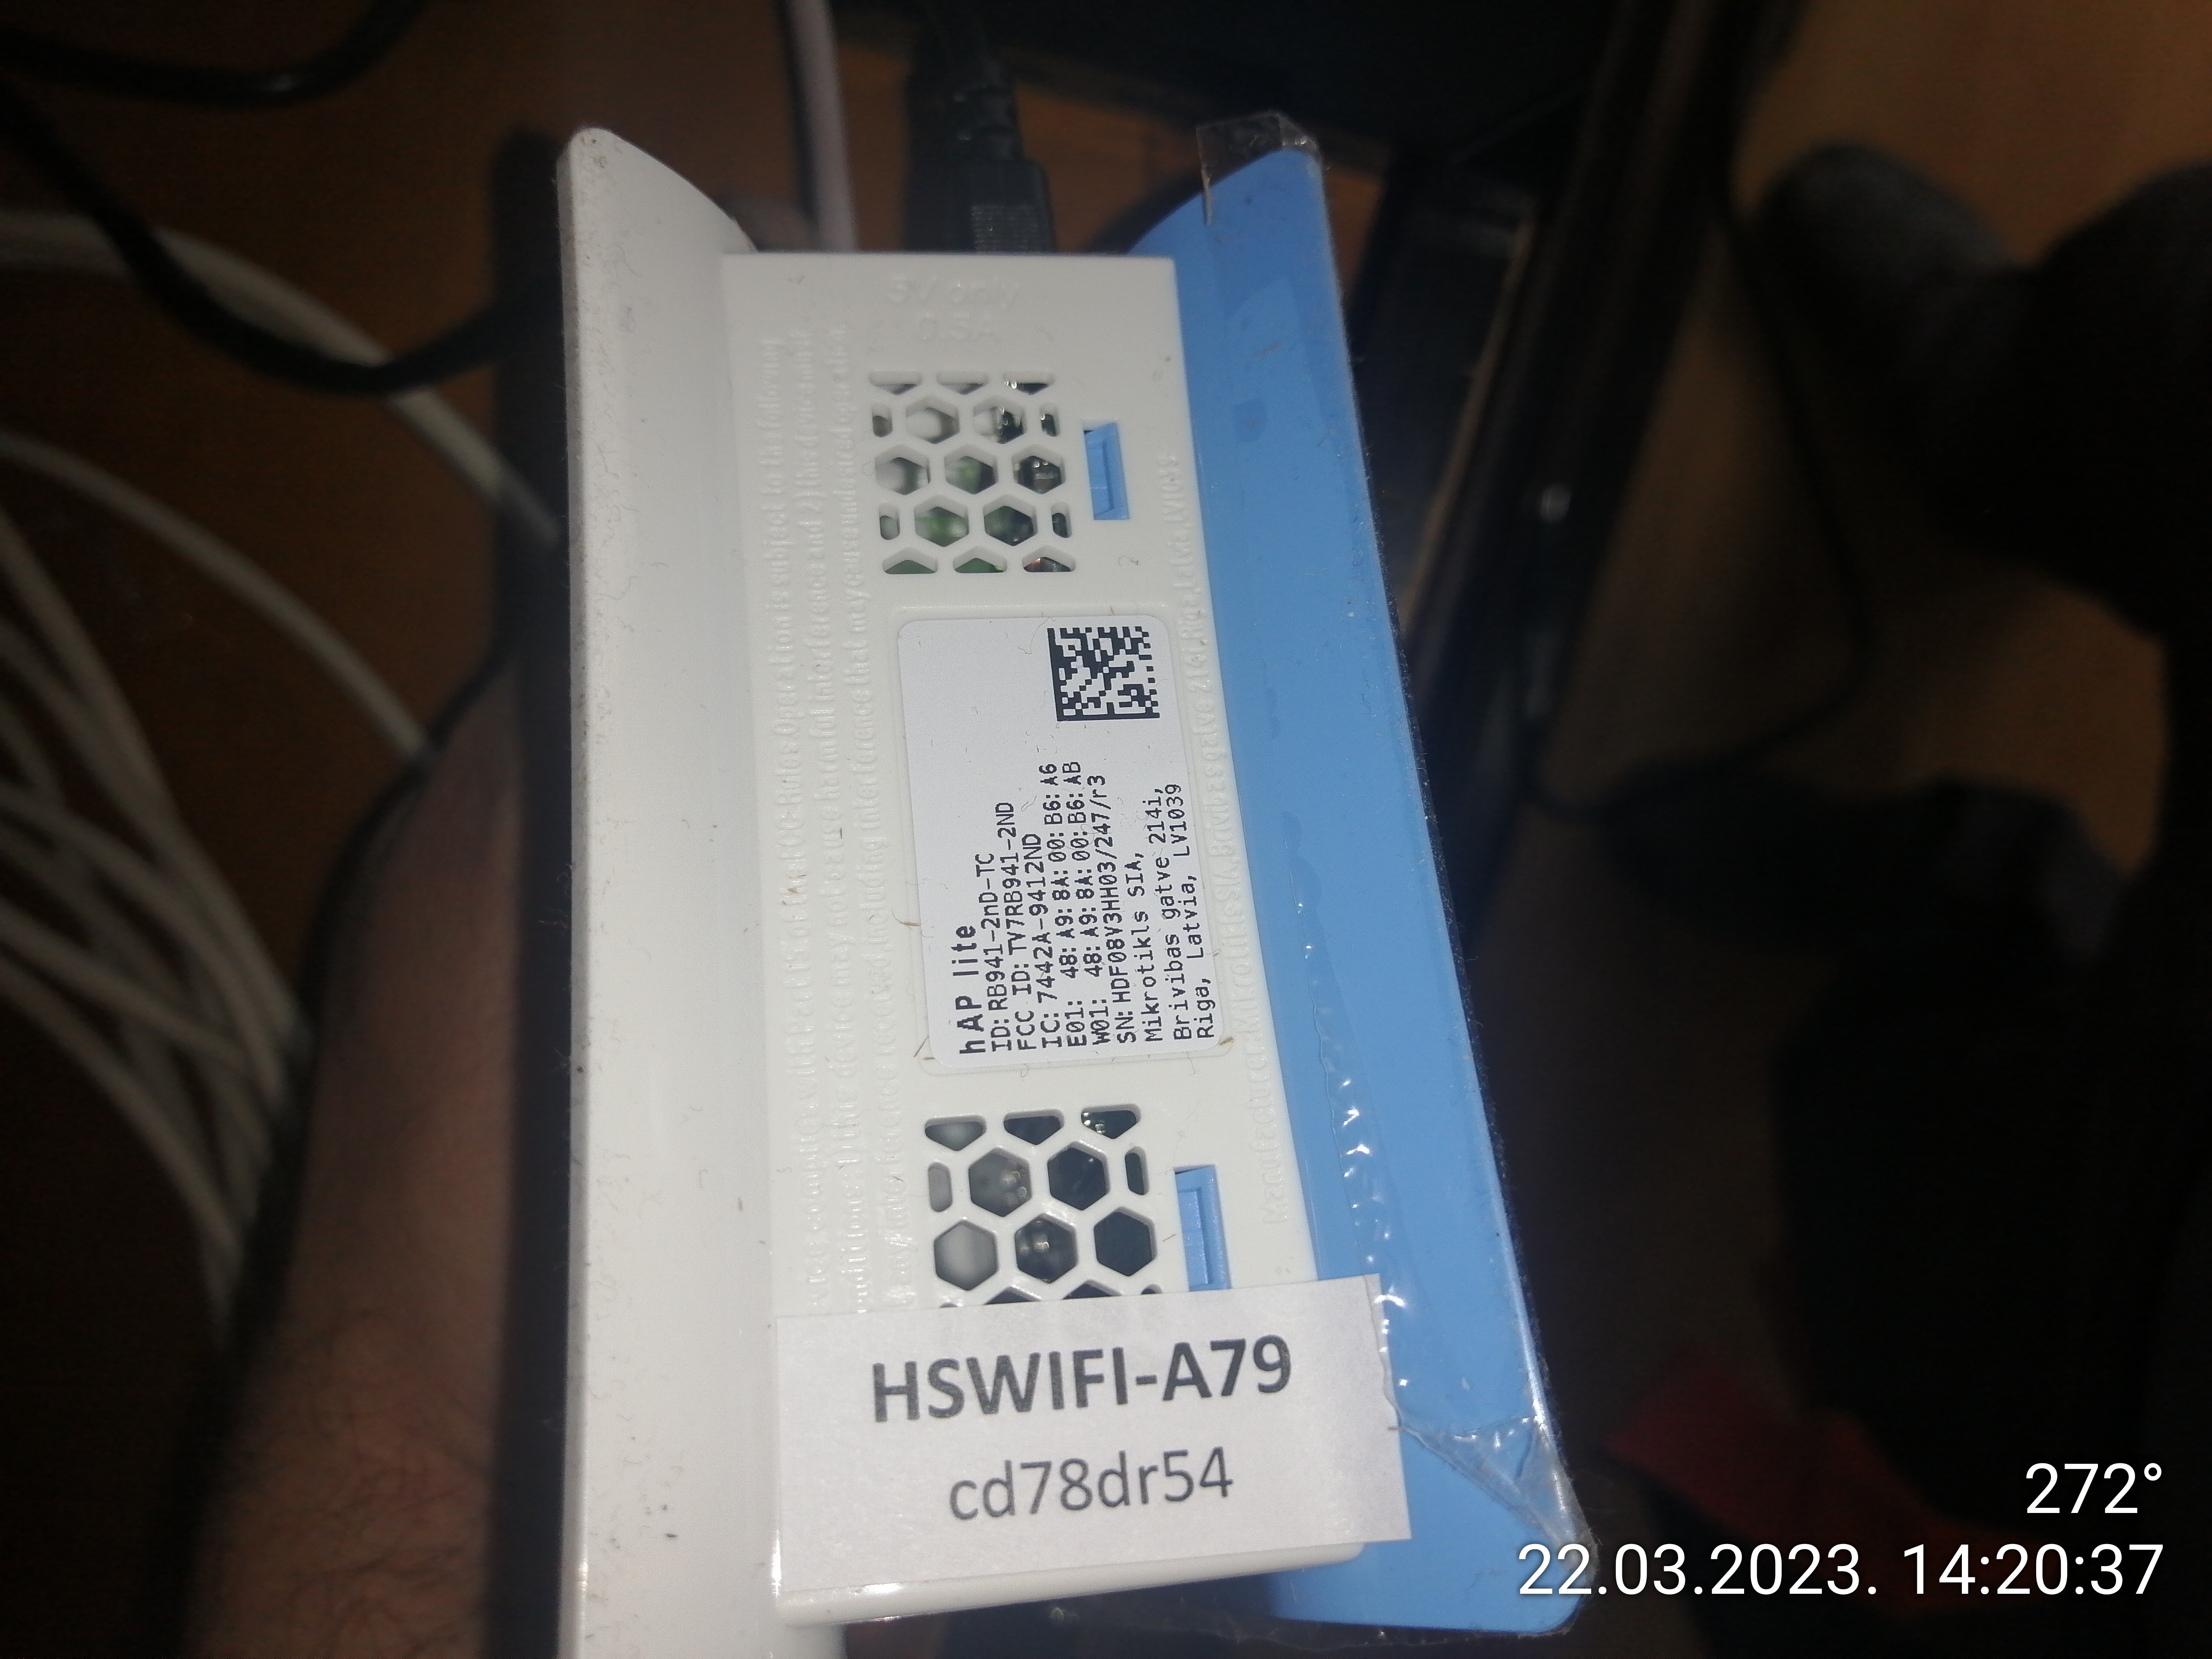 5V only
0.5A
hAP lite
ID: RB941-2nD-TC
FCC ID: TV7RB941-2ND
IC: 7442A-9412ND
E01: 48:A9:8A:00:B6:A6
W01: 48:A9:8A:00:B6:AB
SN: HDF08V3HH03/247/r3
Mikrotikls SIA,
Brivibas gatve 214i,
Riga, Latvia, LV1039
HSWIFI-A79
cd78dr54
272°
22.03.2023. 14:20:37